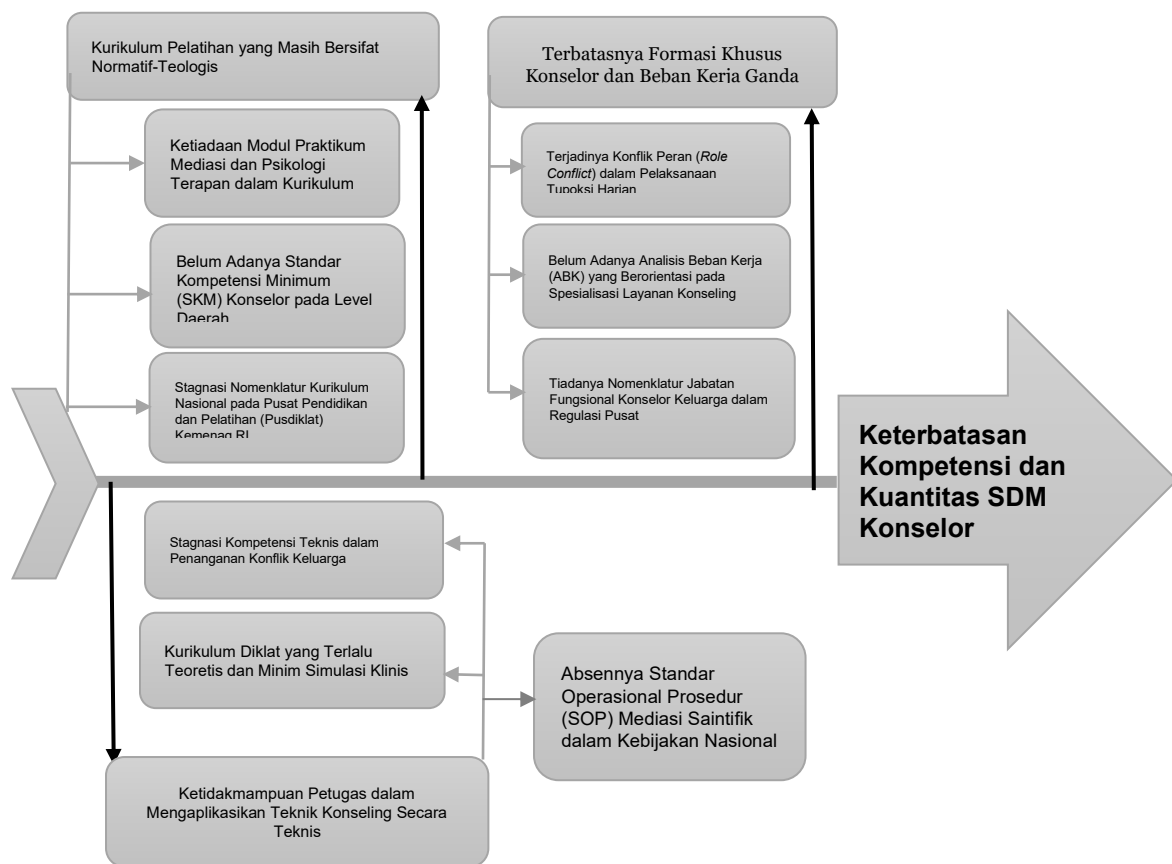 Kurikulum Pelatihan yang Masih Bersifat
Normatif-Teologis
Ketiadaan Modul Praktikum
Mediasi dan Psikologi
Terapan dalam Kurikulum
Belum Adanya Standar
Kompetensi Minimum
(SKM) Konselor pada Level
Daerah
Stagnasi Nomenklatur Kurikulum
Nasional pada Pusat Pendidikan
dan Pelatihan (Pusdiklat)
Kemenag RI
Terbatasnya Formasi Khusus
Konselor dan Beban Kerja Ganda
Terjadinya Konflik Peran (Role
Conflict) dalam Pelaksanaan
Tupoksi Harian
Belum Adanya Analisis Beban Kerja
(ABK) yang Berorientasi pada
Spesialisasi Layanan Konseling
Tiadanya Nomenklatur Jabatan
Fungsional Konselor Keluarga dalam
Regulasi Pusat
Keterbatasan
Kompetensi dan
Kuantitas SDM
Konselor
Stagnasi Kompetensi Teknis dalam
Penanganan Konflik Keluarga
Kurikulum Diklat yang Terlalu
Teoretis dan Minim Simulasi Klinis
Absennya Standar
Operasional Prosedur
(SOP) Mediasi Saintifik
dalam Kebijakan Nasional
Ketidakmampuan Petugas dalam
Mengaplikasikan Teknik Konseling Secara
Teknis